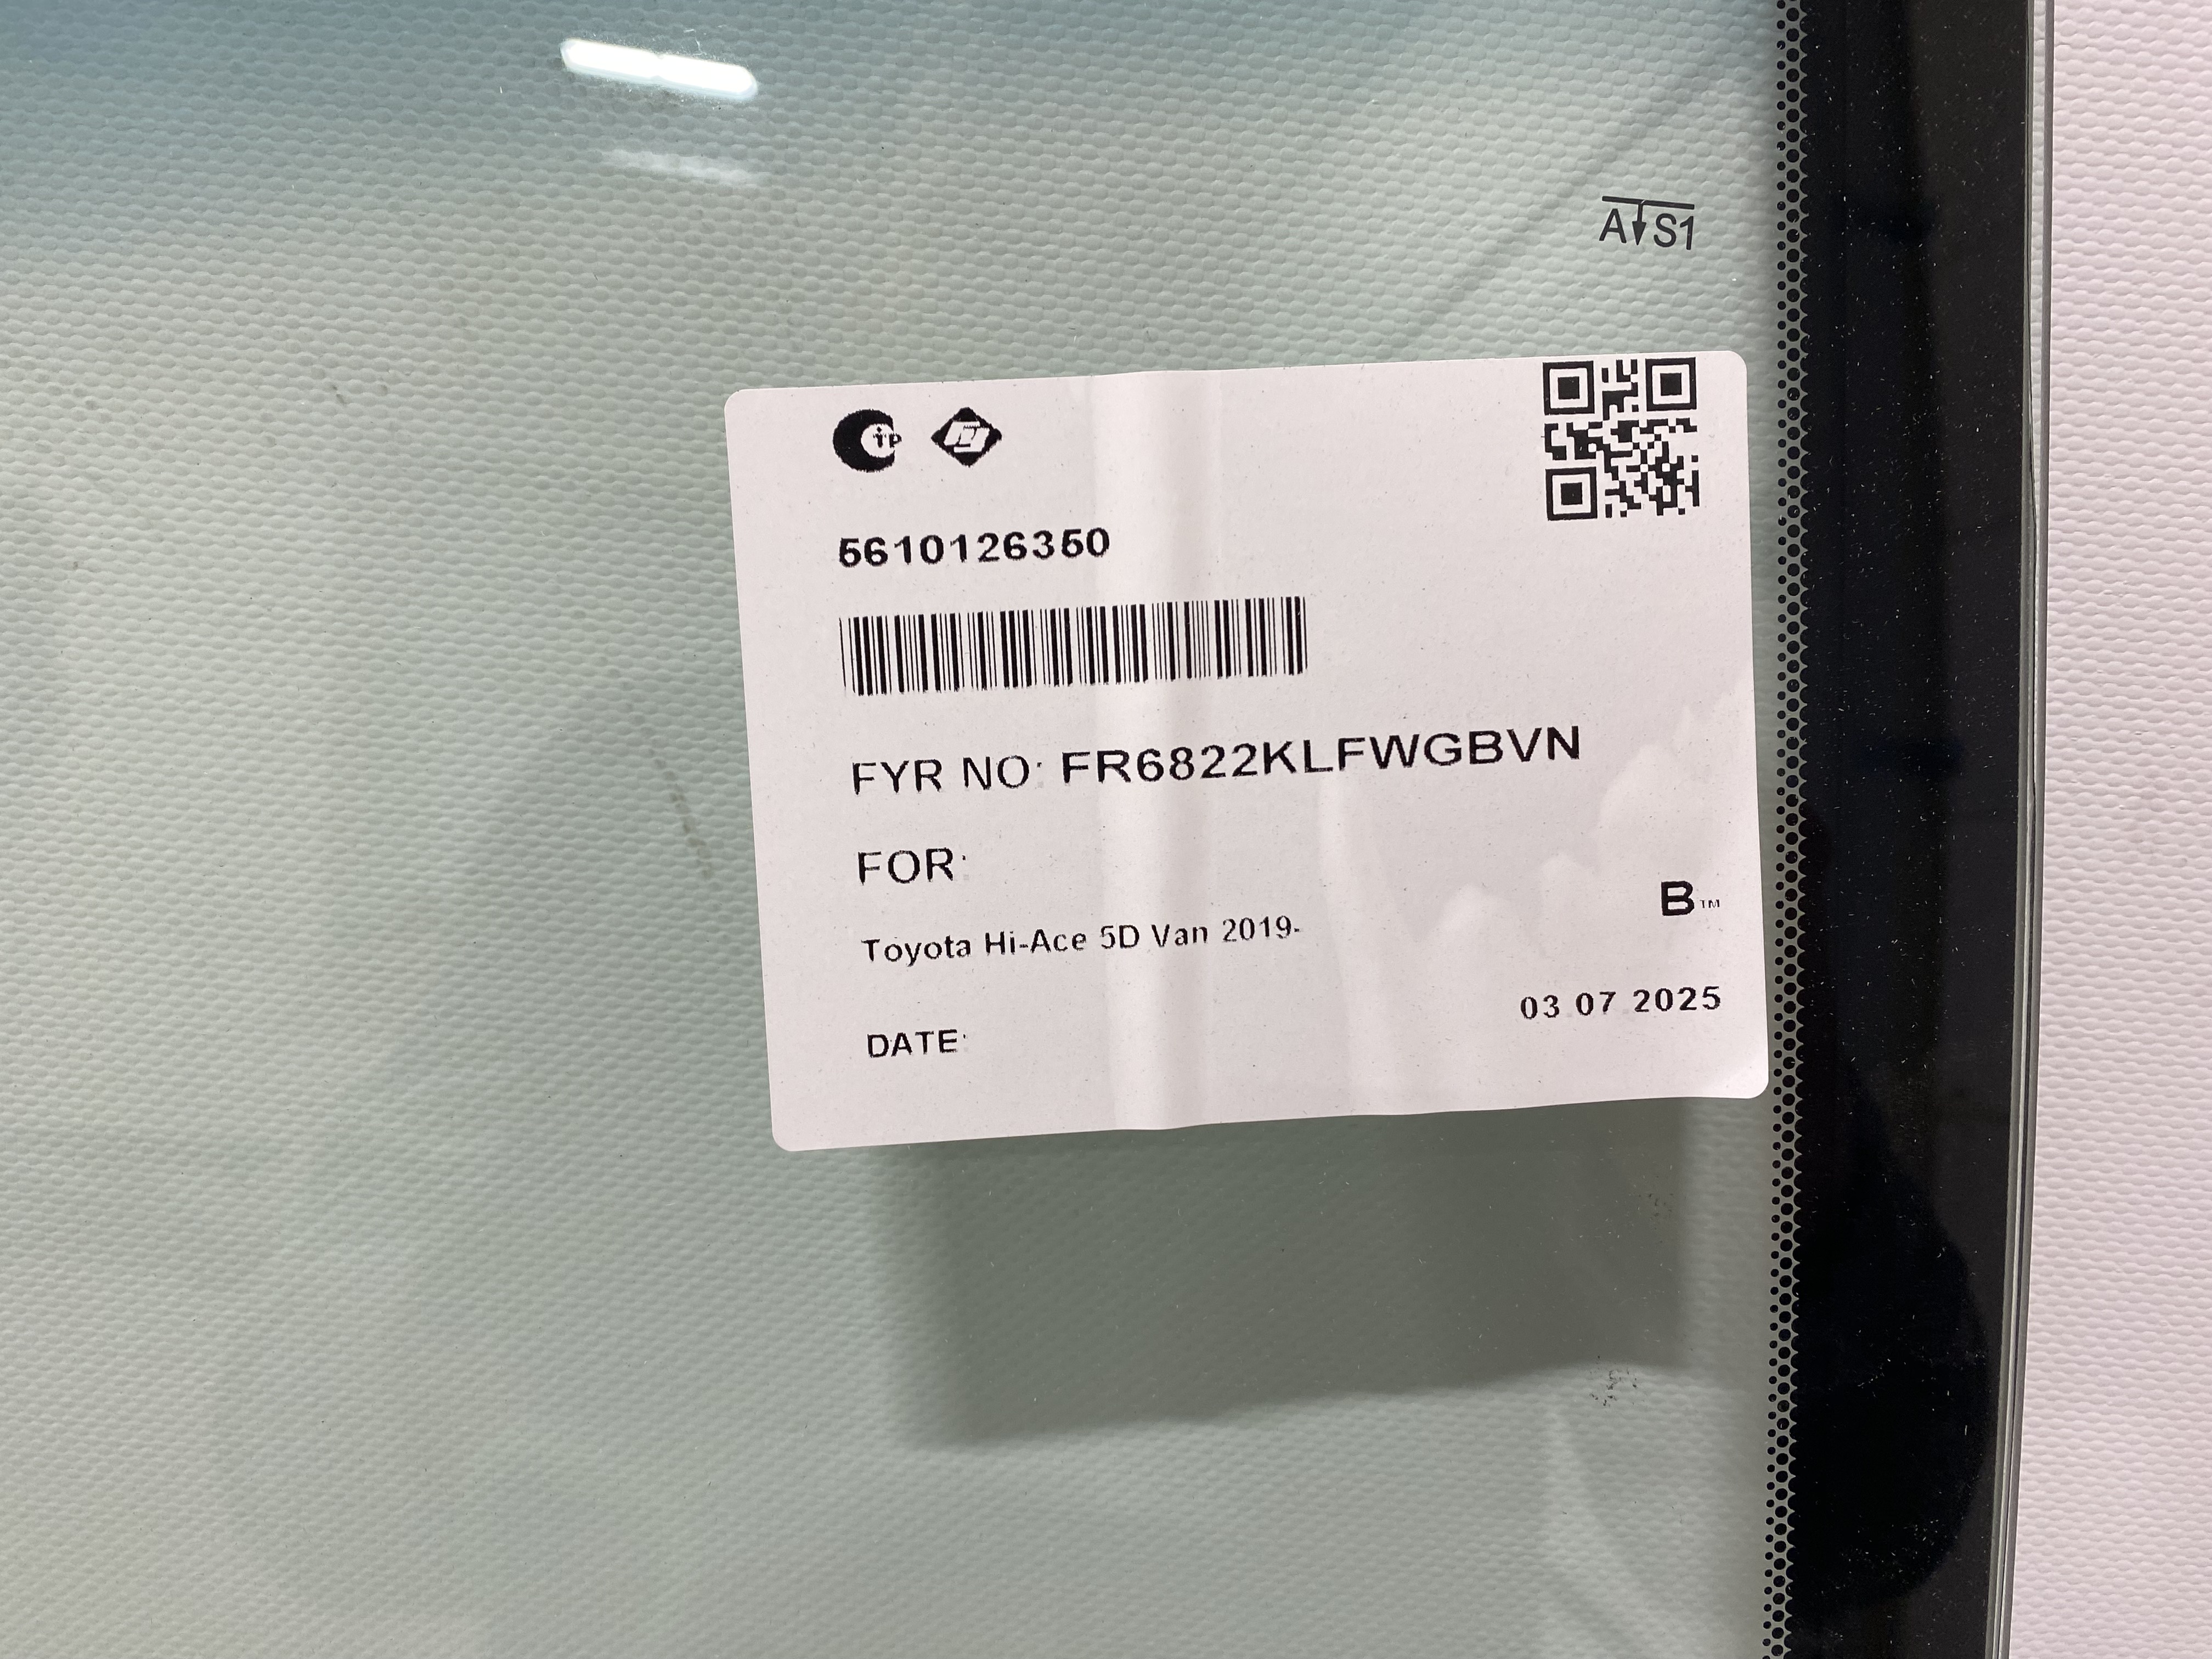 A S1
5610126350
FYR NO: FR6822KLFWGBVN
FOR:
Toyota Hi-Ace 5D Van 2019-
B™
DATE:
03 07 2025